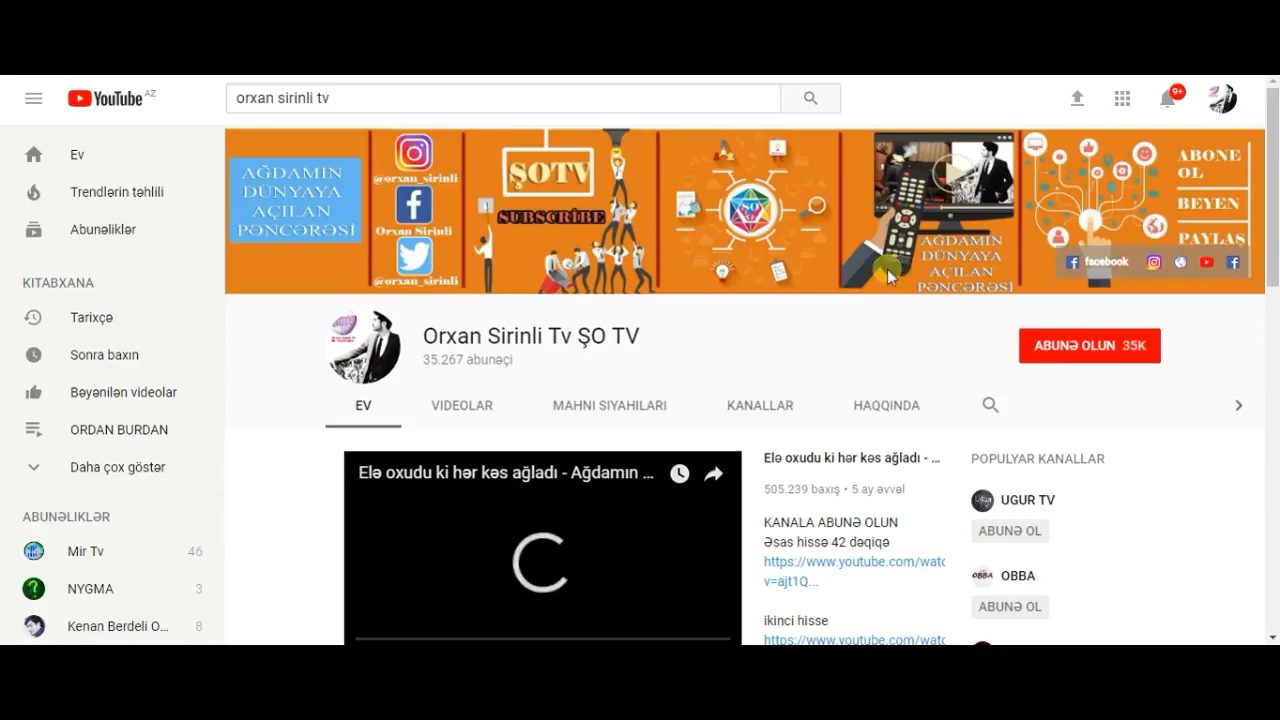 YouTube AZ
orxan sirinli tv
9+
Ev
Trendlərin təhlili
Abunəliklər
KITABXANA
Tarixçə
Sonra baxın
Bəyənilən videolar
ORDAN BURDAN
Daha çox göstər
ABUNƏLIKLƏR
Mir Tv 46
NYGMA 3
Kenan Berdeli O... 8
AĞDAMIN
DÜNYAYA
AÇILAN
PƏNCƏRƏSİ
@orxan_sirinli
Orxan Sirinli
@orxan_sirinli
ŞOTV
SUBSCRIBE
ŞO
AĞDAMIN
DÜNYAYA
AÇILAN
PƏNCƏRƏSİ
ABONE
OL
BEYEN
PAYLAŞ
facebook
Orxan Sirinli Tv ŞO TV
35.267 abunəçi
ABUNƏ OLUN 35K
EV
VIDEOLAR
MAHNI SIYAHILARI
KANALLAR
HAQQINDA
Elə oxudu ki hər kəs ağladı - Ağdamın ...
Elə oxudu ki hər kəs ağladı - ...
505.239 baxış • 5 ay əvvəl
KANALA ABUNƏ OLUN
Əsas hissə 42 dəqiqə
https://www.youtube.com/watc
v=ajt1Q...
ikinci hisse
https://www.youtube.com/watc
POPULYAR KANALLAR
UGUR TV
ABUNƏ OL
OBBA
OBBA
ABUNƏ OL